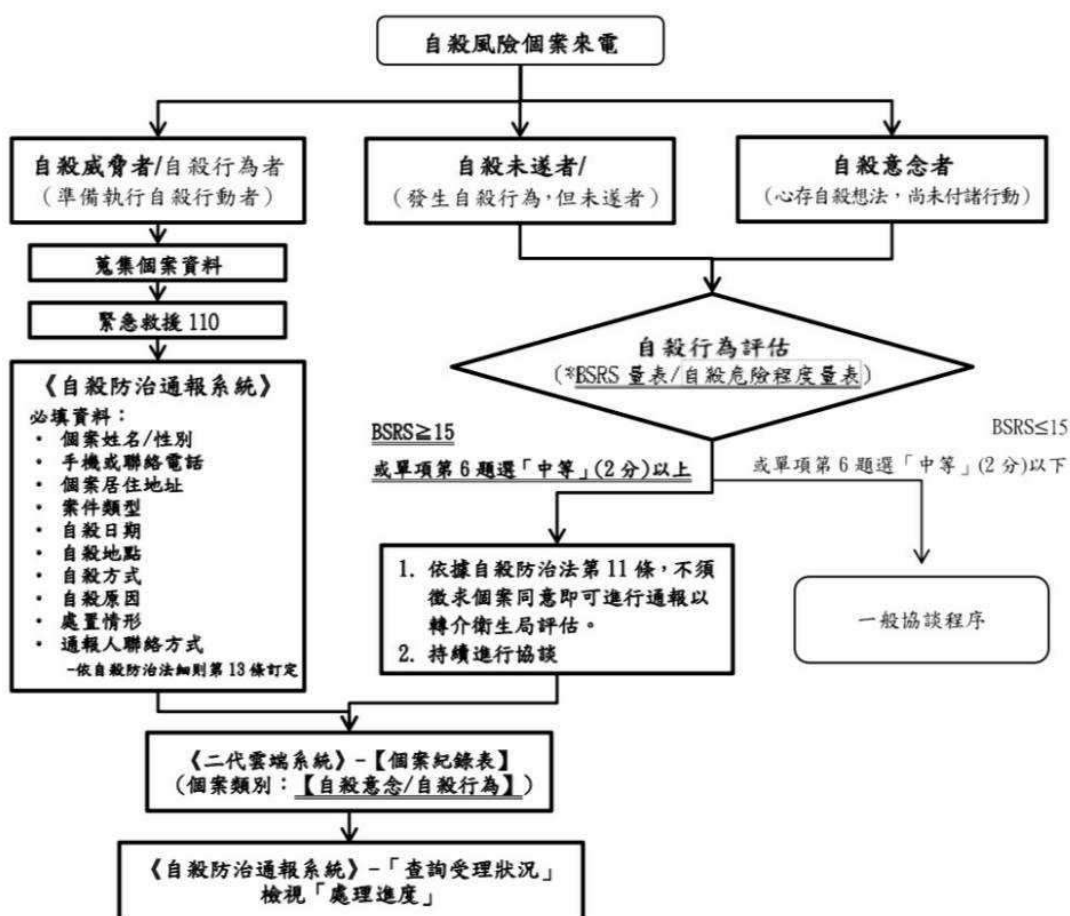 自殺風險個案來電
自殺威脅者/自殺行為者
(準備執行自殺行動者)
自殺未遂者/
(發生自殺行為,但未遂者)
自殺意念者
(心存自殺想法,尚未付諸行動)
蒐集個案資料
緊急救援 110
《自殺防治通報系統》
必填資料:
• 個案姓名/性別
• 手機或聯絡電話
• 個案居住地址
• 案件類型
• 自殺日期
• 自殺地點
• 自殺方式
• 自殺原因
• 處置情形
• 通報人聯絡方式
-依自殺防治法細則第 13 條訂定
自殺行為評估
(*BSRS 量表/自殺危險程度量表)
BSRS≧15
或單項第 6 題選「中等」(2 分)以上
BSRS≤15
或單項第 6 題選「中等」(2 分)以下
1. 依據自殺防治法第 11 條,不須
徵求個案同意即可進行通報以
轉介衛生局評估。
2. 持續進行協談
一般協談程序
《二代雲端系統》-【個案紀錄表】
(個案類別:【自殺意念/自殺行為】)
《自殺防治通報系統》-「查詢受理狀況」
檢視「處理進度」